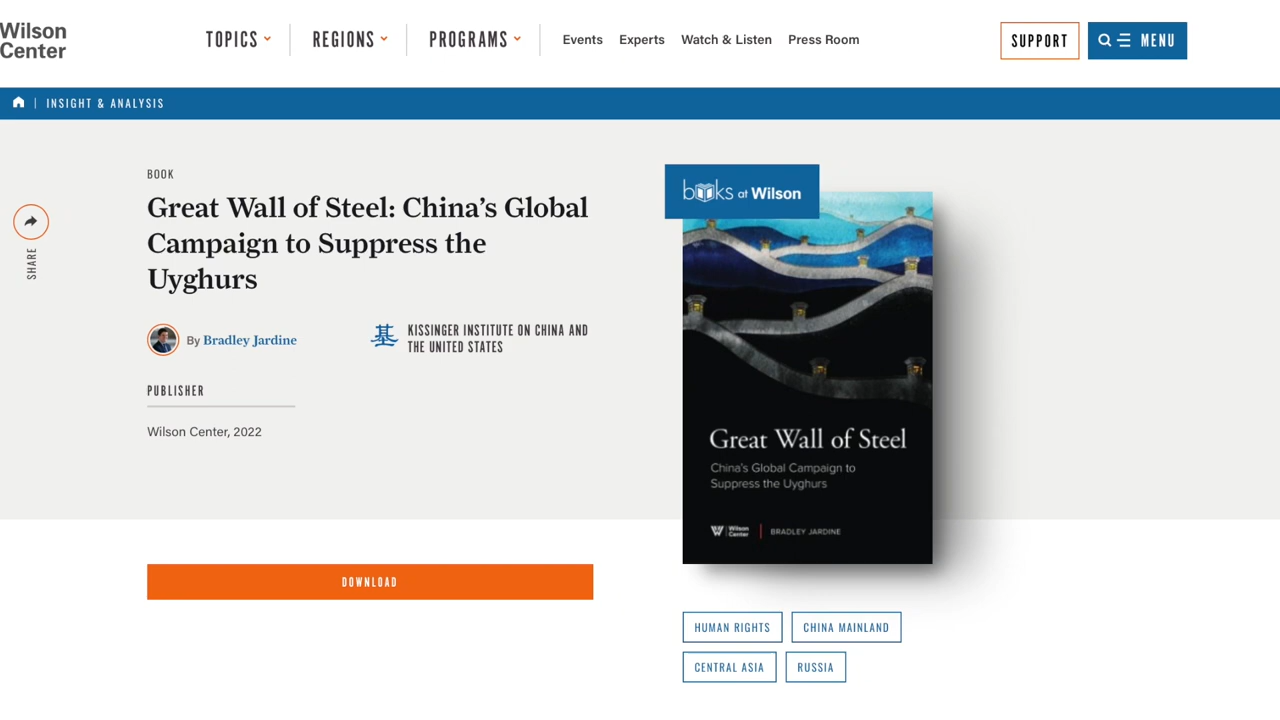 Wilson
Center
TOPICS
REGIONS
PROGRAMS
Events
Experts
Watch & Listen
Press Room
SUPPORT
MENU
INSIGHT & ANALYSIS
SHARE
BOOK
Great Wall of Steel: China’s Global
Campaign to Suppress the
Uyghurs
By Bradley Jardine
基
KISSINGER INSTITUTE ON CHINA AND
THE UNITED STATES
PUBLISHER
Wilson Center, 2022
DOWNLOAD
books at Wilson
Great Wall of Steel
China's Global Campaign to
Suppress the Uyghurs
Wilson
Center
BRADLEY JARDINE
HUMAN RIGHTS
CHINA MAINLAND
CENTRAL ASIA
RUSSIA